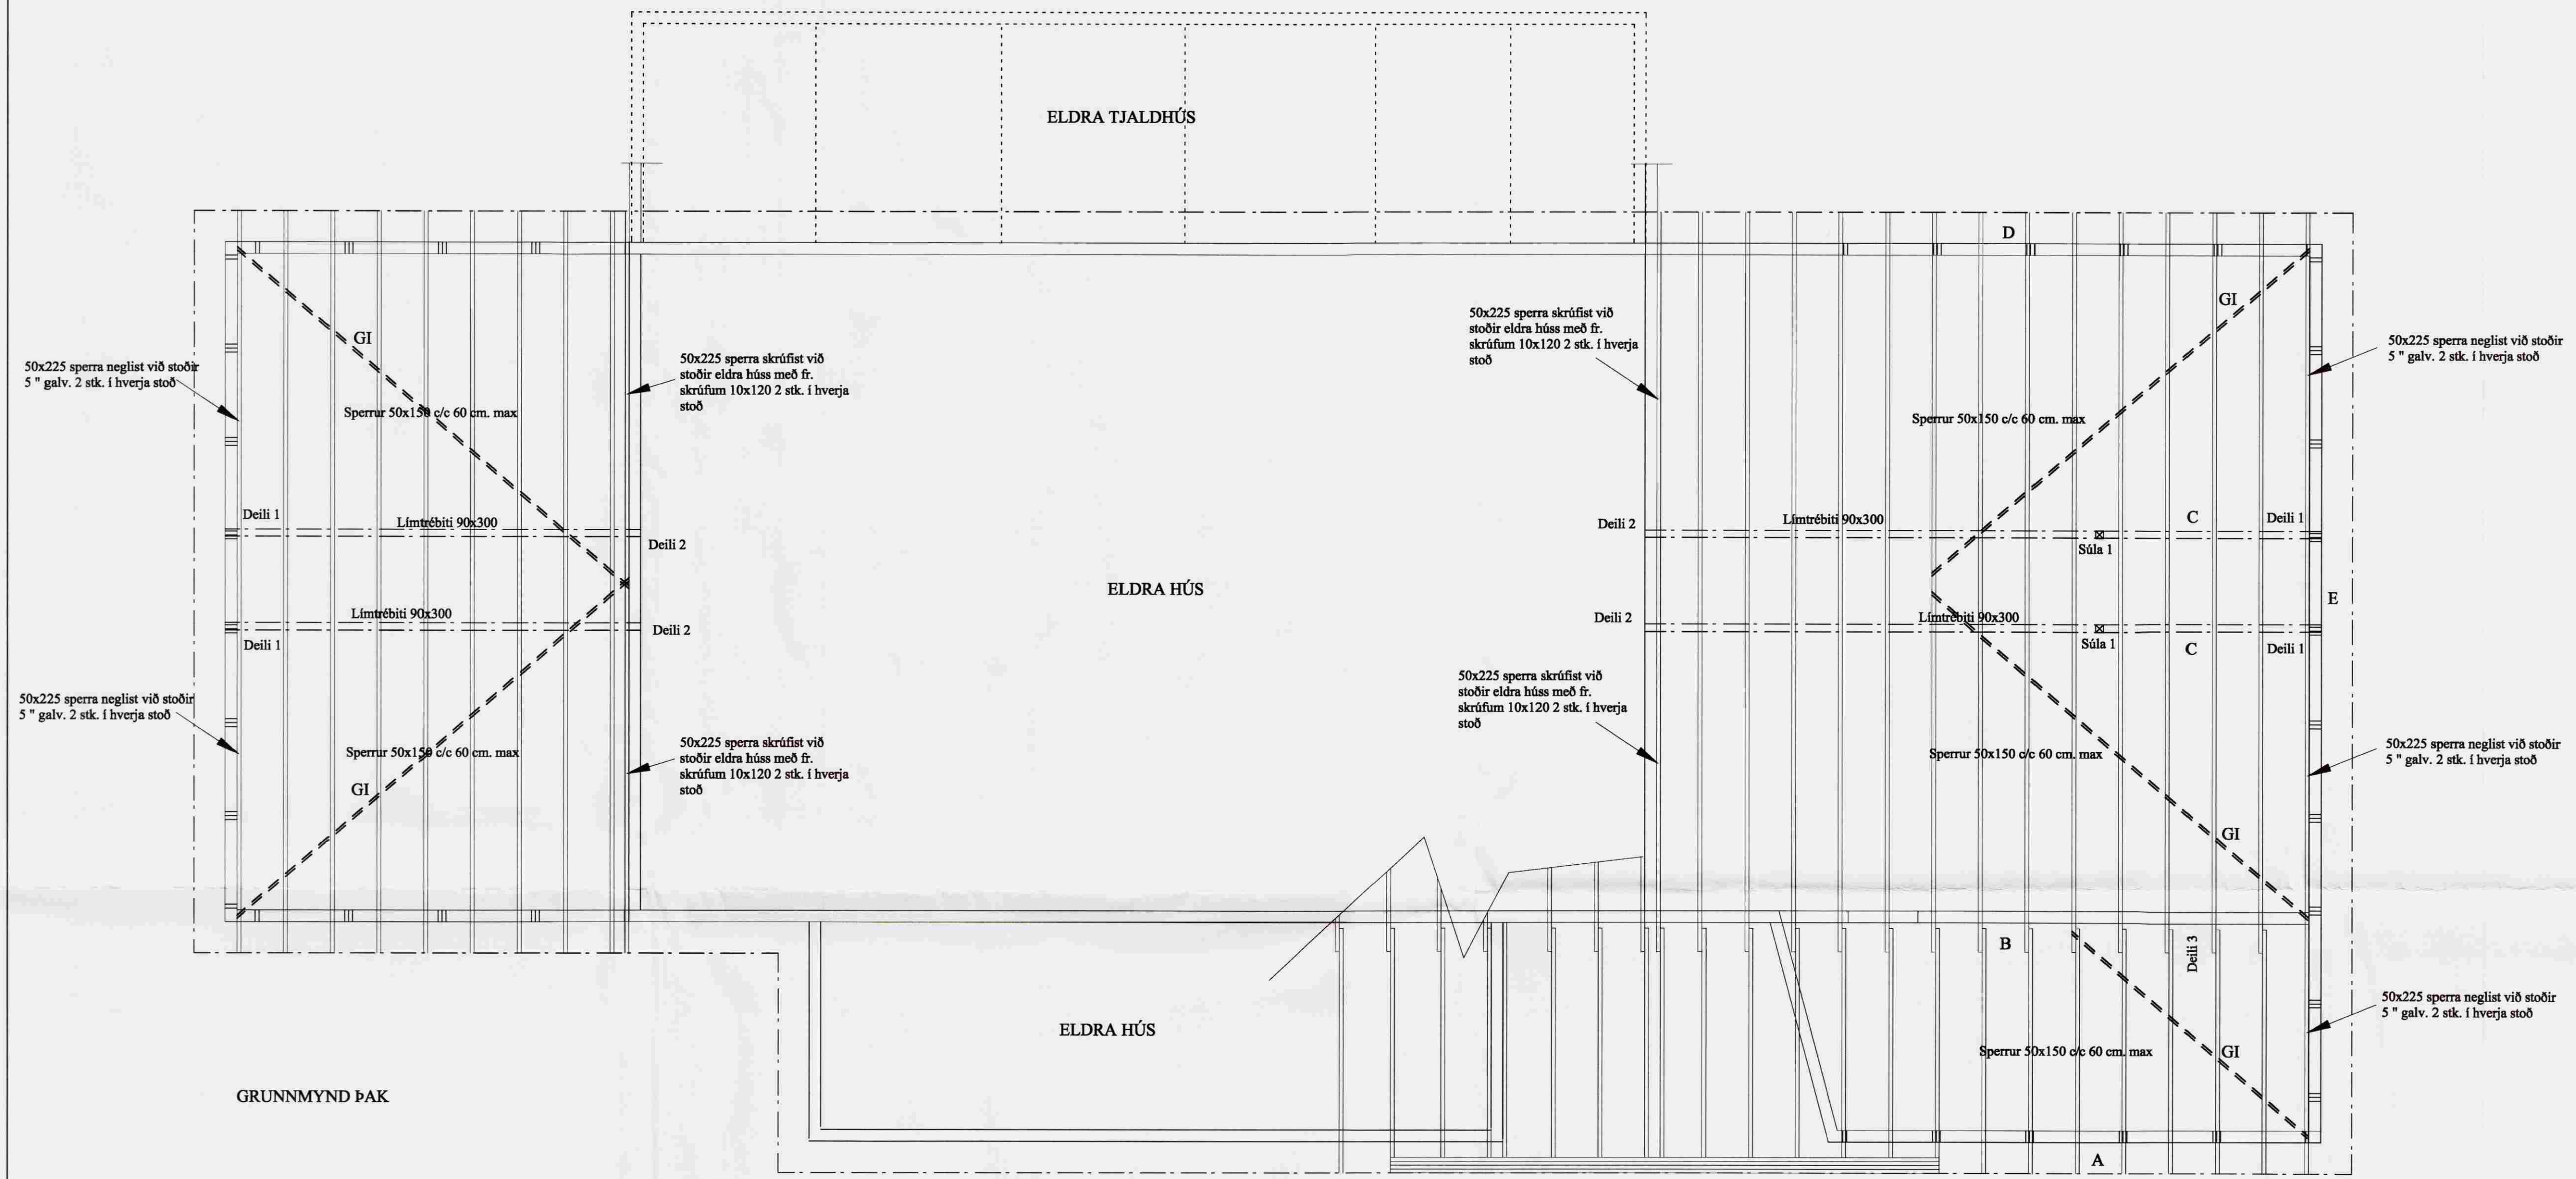 ELDRA TJALDHÚS
D
GI
GI
50x225 sperra neglist við stoðir
5 " galv. 2 stk. í hverja stoð
50x225 sperra skrúfist við
stoðir eldra húss með fr.
skrúfum 10x120 2 stk. í hverja
stoð
50x225 sperra skrúfist við
stoðir eldra húss með fr.
skrúfum 10x120 2 stk. í hverja
stoð
50x225 sperra neglist við stoðir
5 " galv. 2 stk. í hverja stoð
Sperrur 50x150 c/c 60 cm. max
Sperrur 50x150 c/c 60 cm. max
Deili 1
Límtrébiti 90x300
Deili 2
Deili 2
Límtrébiti 90x300
C
Deili 1
Súla 1
ELDRA HÚS
E
Límtrébiti 90x300
Deili 2
Deili 1
Deili 2
Límtrébiti 90x300
Súla 1
C
Deili 1
50x225 sperra neglist við stoðir
5 " galv. 2 stk. í hverja stoð
Sperrur 50x150 c/c 60 cm. max
GI
50x225 sperra skrúfist við
stoðir eldra húss með fr.
skrúfum 10x120 2 stk. í hverja
stoð
50x225 sperra skrúfist við
stoðir eldra húss með fr.
skrúfum 10x120 2 stk. í hverja
stoð
Sperrur 50x150 c/c 60 cm. max
50x225 sperra neglist við stoðir
5 " galv. 2 stk. í hverja stoð
GI
B
Deili 3
50x225 sperra neglist við stoðir
5 " galv. 2 stk. í hverja stoð
ELDRA HÚS
Sperrur 50x150 c/c 60 cm. max
GI
GRUNNMYND ÞAK
A